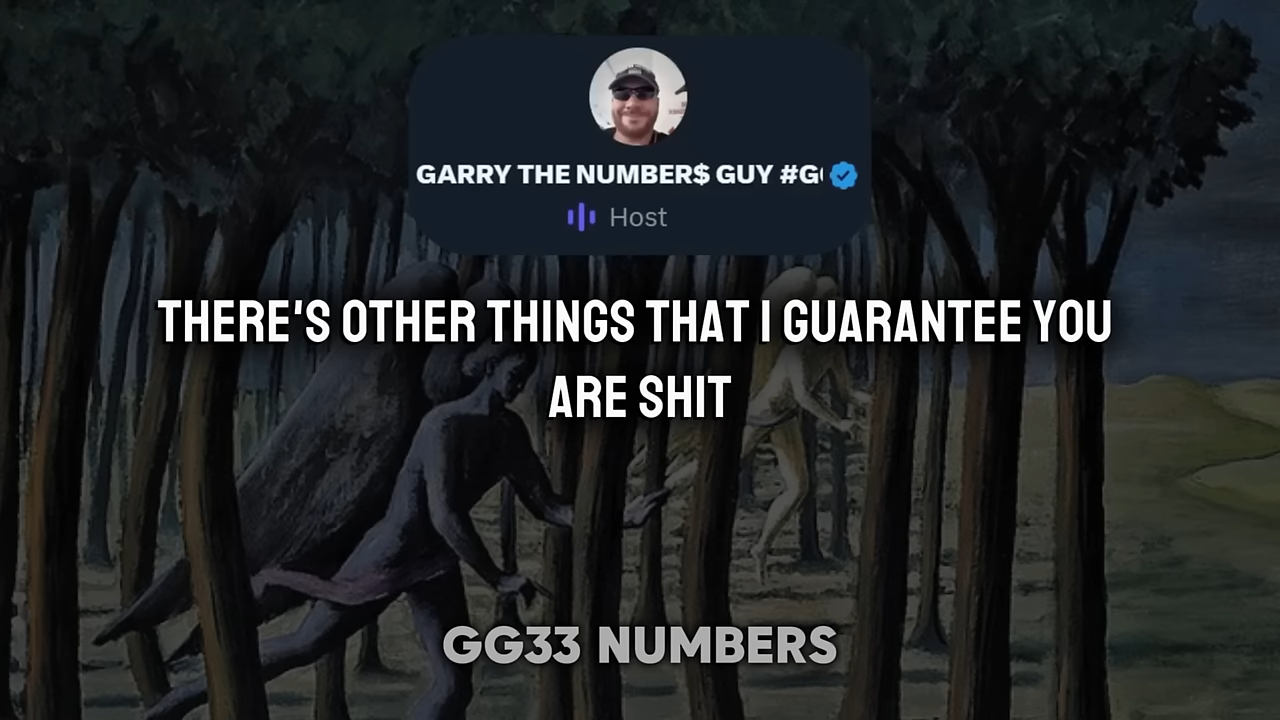 GARRY THE NUMBER$ GUY #G
Host
THERE'S OTHER THINGS THAT I GUARANTEE YOU
ARE SHIT
GG33 NUMBERS